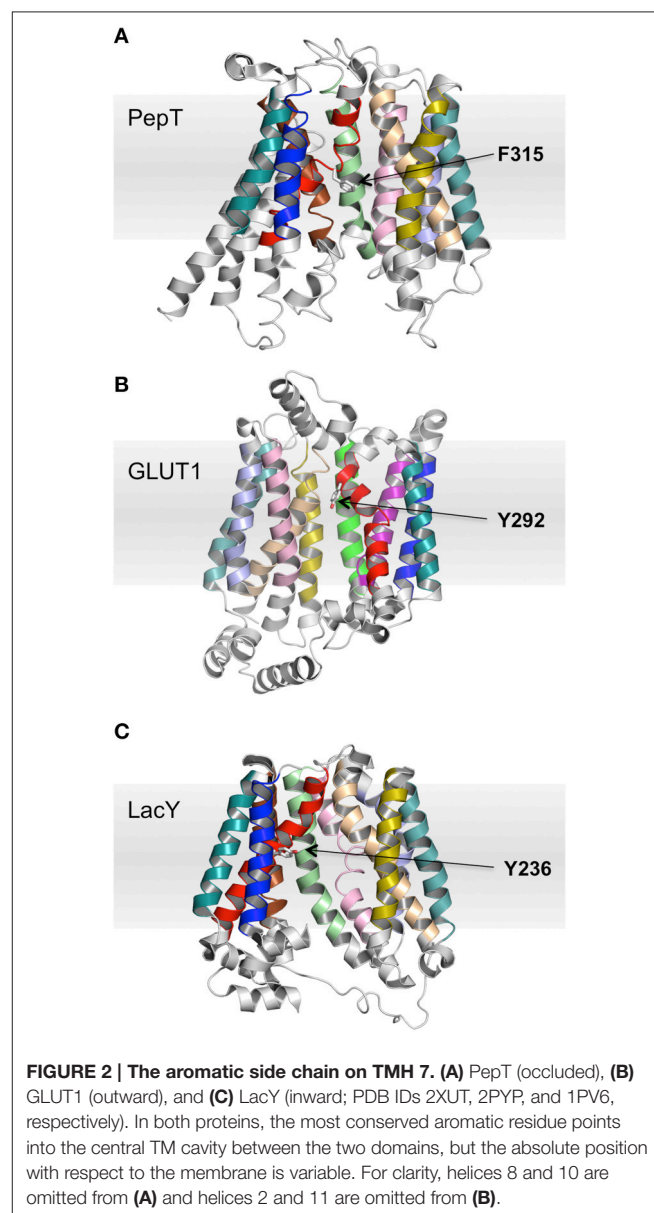 A
PepT
F315
B
GLUT1
Y292
C
LacY
Y236
FIGURE 2 | The aromatic side chain on TMH 7. (A) PepT (occluded), (B)
GLUT1 (outward), and (C) LacY (inward; PDB IDs 2XUT, 2PYP, and 1PV6,
respectively). In both proteins, the most conserved aromatic residue points
into the central TM cavity between the two domains, but the absolute position
with respect to the membrane is variable. For clarity, helices 8 and 10 are
omitted from (A) and helices 2 and 11 are omitted from (B).